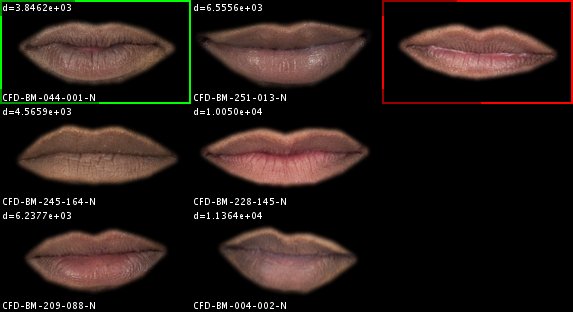 d=3.8462e+03
d=6.5556e+03
CFD-BM-044-001-N
CFD-BM-251-013-N
d=4.5659e+03
d=1.0050e+04
CFD-BM-245-164-N
CFD-BM-228-145-N
d=6.2377e+03
d=1.1364e+04
CFD-BM-209-088-N
CFD-BM-004-002-N